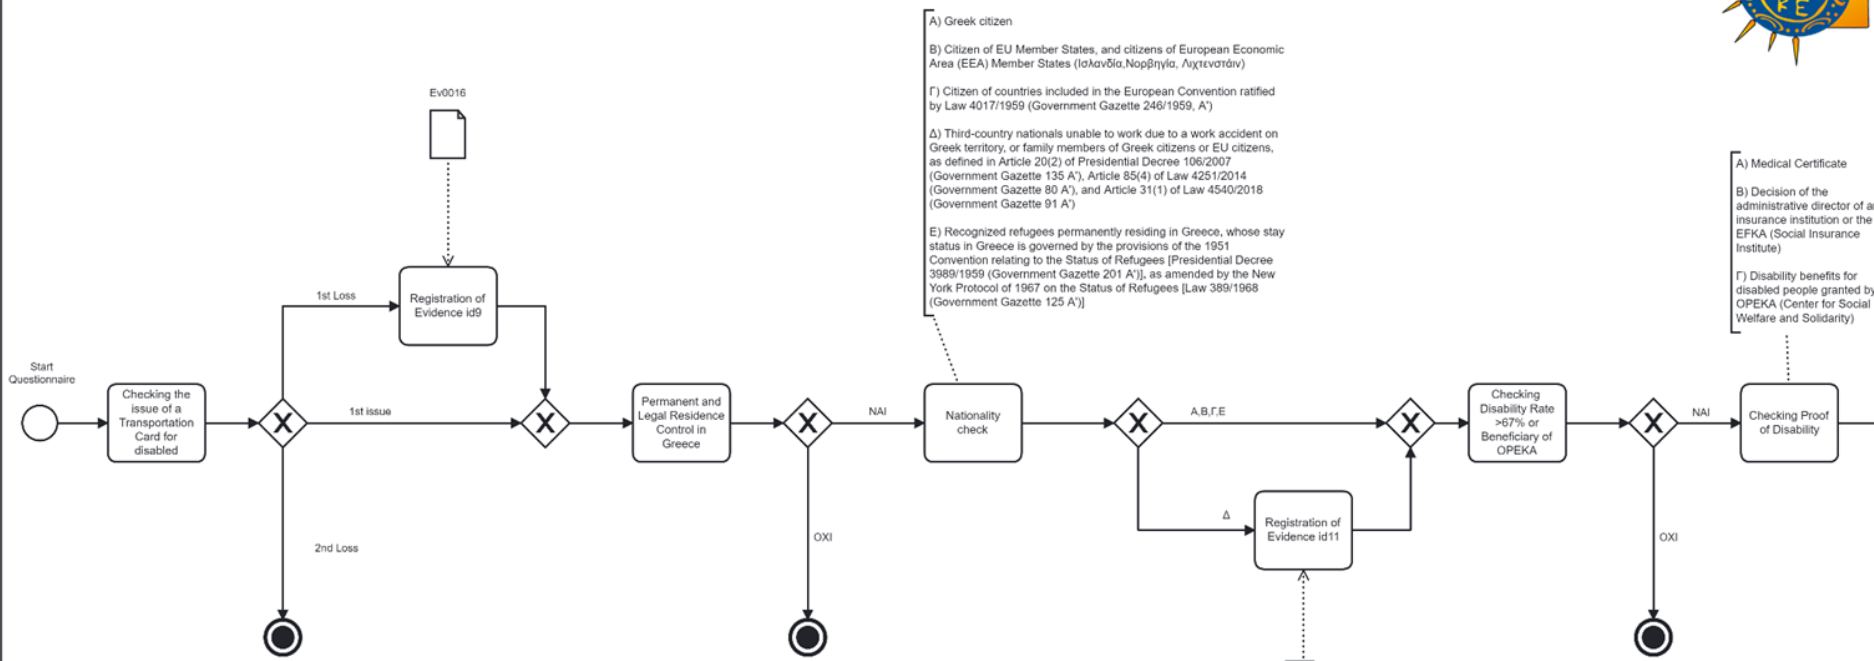 A) Greek citizen
B) Citizen of EU Member States, and citizens of European Economic
Area (EEA) Member States (Ισλανδία,Νορβηγία, Λιχτενστάιν)
Γ) Citizen of countries included in the European Convention ratified
by Law 4017/1959 (Government Gazette 246/1959, A')
Δ) Third-country nationals unable to work due to a work accident on
Greek territory, or family members of Greek citizens or EU citizens,
as defined in Article 20(2) of Presidential Decree 106/2007
(Government Gazette 135 A'), Article 85(4) of Law 4251/2014
(Government Gazette 80 A'), and Article 31(1) of Law 4540/2018
(Government Gazette 91 A')
E) Recognized refugees permanently residing in Greece, whose stay
status in Greece is governed by the provisions of the 1951
Convention relating to the Status of Refugees [Presidential Decree
3989/1959 (Government Gazette 201 A')], as amended by the New
York Protocol of 1967 on the Status of Refugees [Law 389/1968
(Government Gazette 125 A')]
KE
Ev0016
A) Medical Certificate
B) Decision of the
administrative director of
insurance institution or the
EFKA (Social Insurance
Institute)
Γ) Disability benefits for
disabled people granted by
OPEKA (Center for Social
Welfare and Solidarity)
1st Loss
Registration of
Evidence id9
Start
Questionnaire
Checking the
issue of a
Transportation
Card for
disabled
X
1st issue
X
Permanent and
Legal Residence
Control in
Greece
X
NAI
Nationality
check
X
Α,Β,Γ,Ε
X
Checking
Disability Rate
>67% or
Beneficiary of
OPEKA
X
NAI
Checking Proof
of Disability
2nd Loss
OXI
Δ
Registration of
Evidence id11
OXI